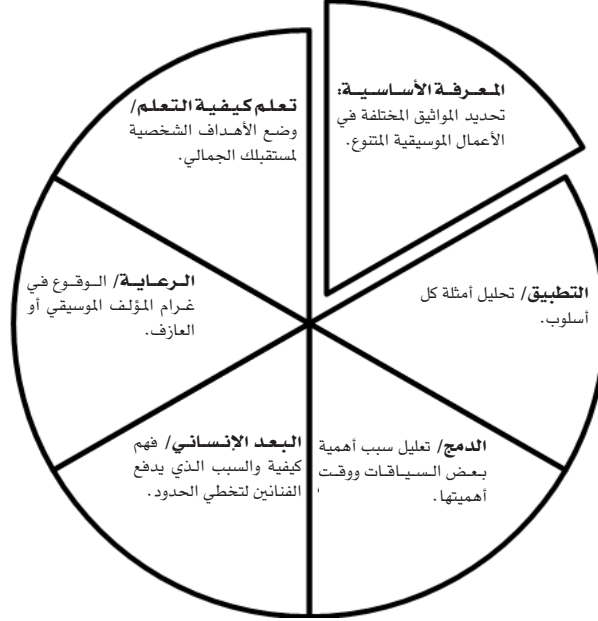 المعرفة الأساسية:
تحديد المواثيق المختلفة في
الأعمال الموسيقية المتنوع.
التطبيق/ تحليل أمثلة كل
أسلوب.
الدمج/ تعليل سبب أهمية
بعض السياقات ووقت
أهميتها.
البعد الإنساني/ فهم
كيفية والسبب الذي يدفع
الفنانين لتخطي الحدود.
الرعاية/ الوقوع في
غرام المؤلف الموسيقي أو
العازف.
تعلم كيفية التعلم/
وضع الأهداف الشخصية
لمستقبلك الجمالي.